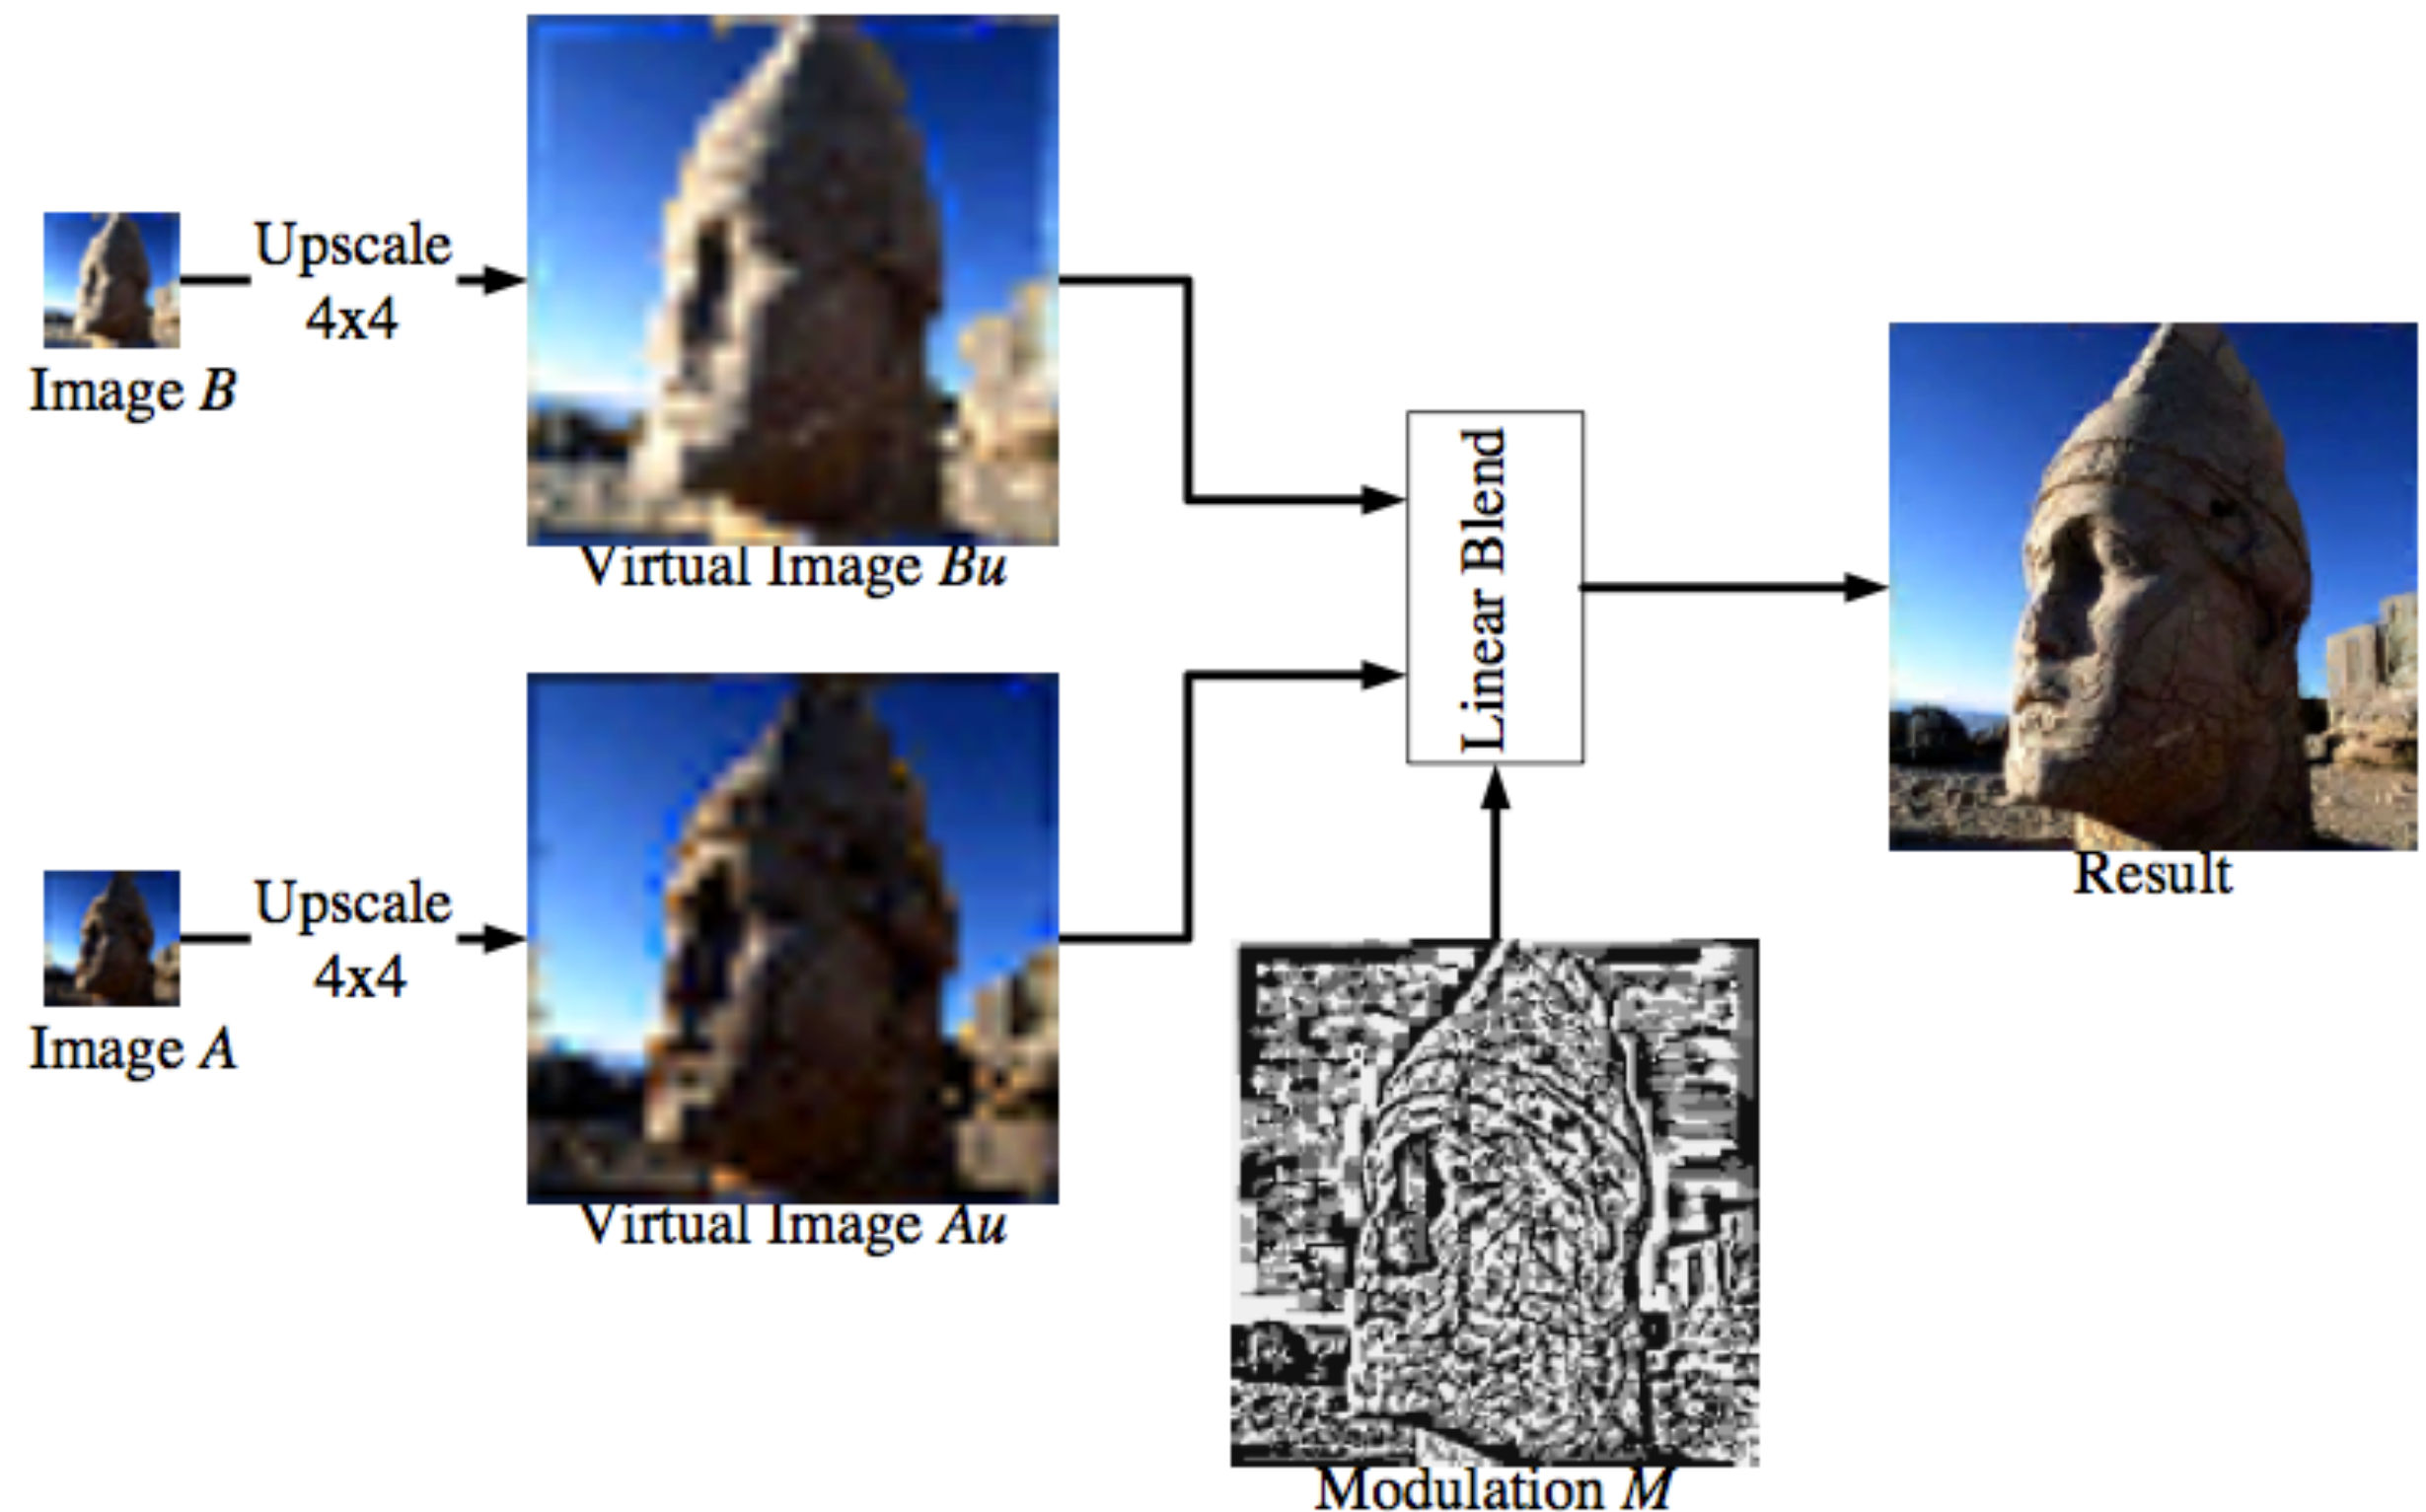 Upscale
4x4
Image B
Virtual Image Bu
Linear Blend
Result
Upscale
4x4
Image A
Virtual Image Au
Modulation M